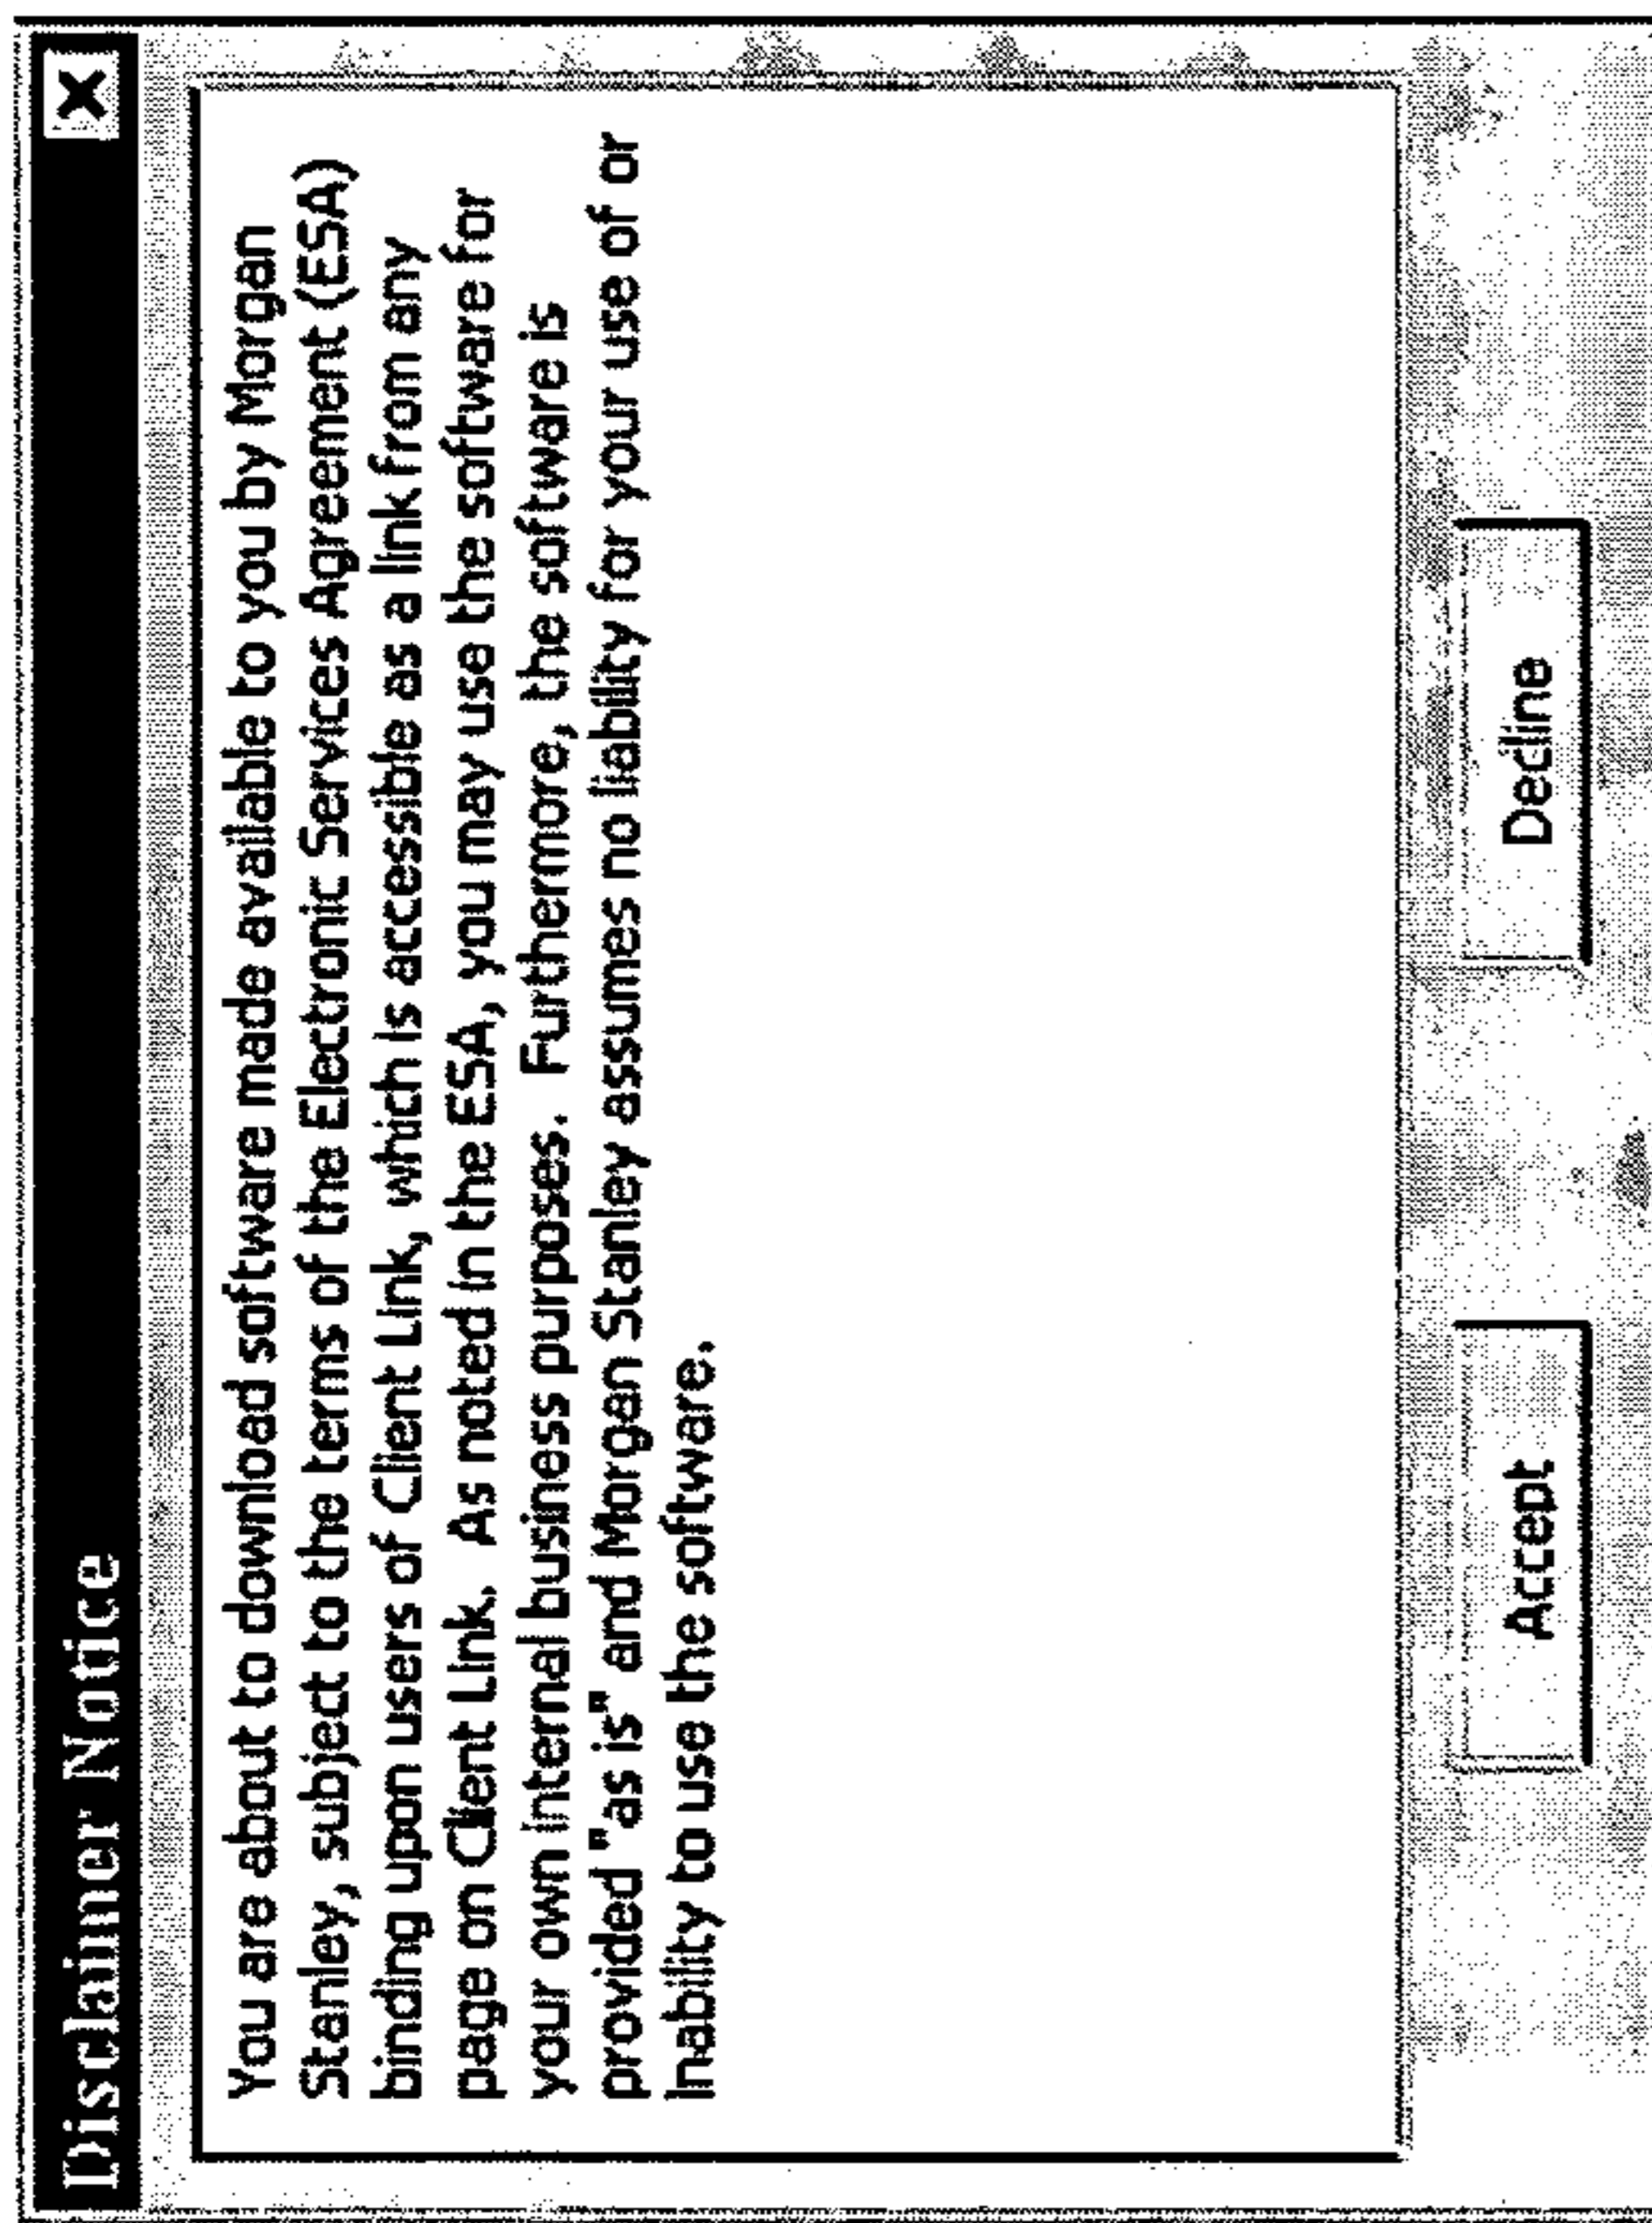 Disclaimer Notice
X
You are about to download software made available to you by Morgan
Stanley, subject to the terms of the Electronic Services Agreement (ESA)
binding upon users of Client Link, which is accessible as a link from any
page on Client Link. As noted in the ESA, you may use the software for
your own internal business purposes. Furthermore, the software is
provided "as is" and Morgan Stanley assumes no liability for your use of or
inability to use the software.
Accept
Decline